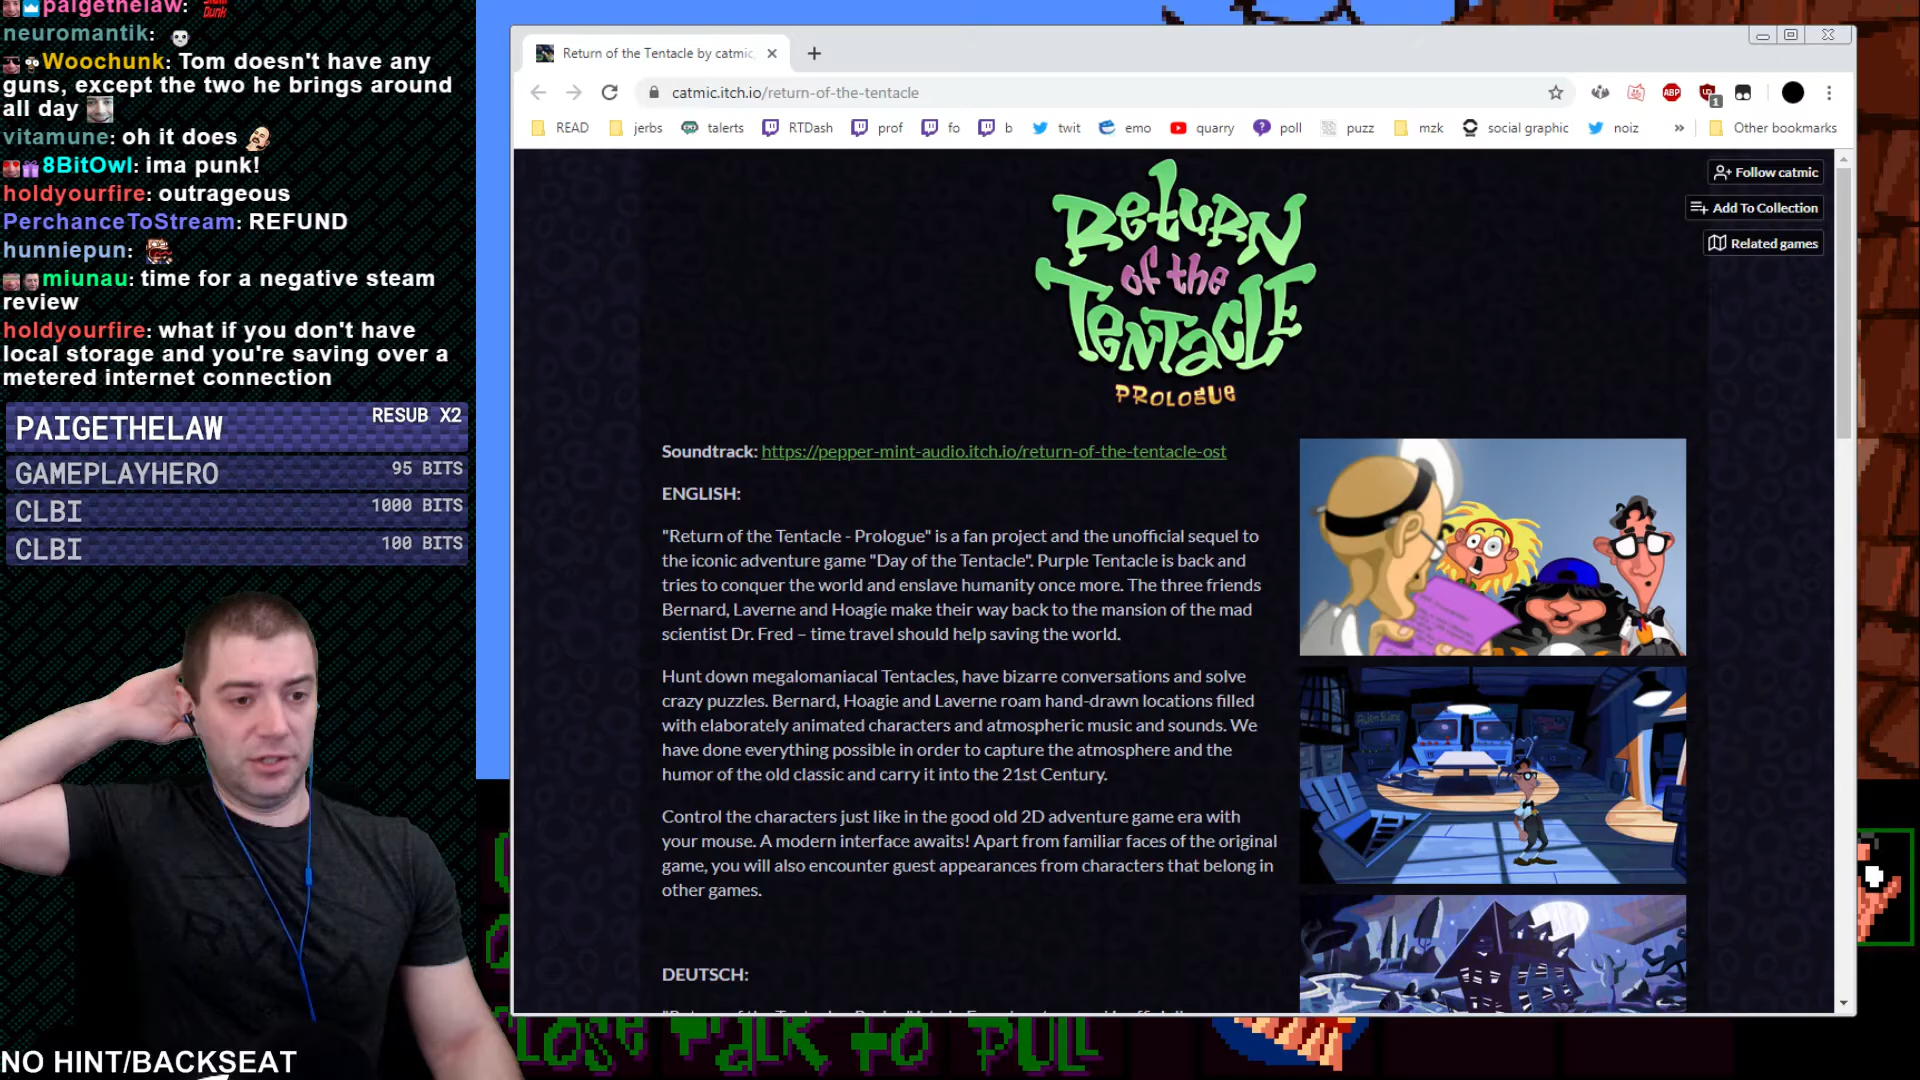 paigethelaw:
neuromantik:
Woochunk: Tom doesn't have any
guns, except the two he brings around
all day
vitamune: oh it does
8BitOwl: ima punk!
holdyourfire: outrageous
PerchanceToStream: REFUND
hunniepun:
miunau: time for a negative steam
review
holdyourfire: what if you don't have
local storage and you're saving over a
metered internet connection
PAIGETHELAW RESUB X2
GAMEPLAYHERO 95 BITS
CLBI 1000 BITS
CLBI 100 BITS
NO HINT/BACKSEAT
Return of the Tentacle by catmic
catmic.itch.io/return-of-the-tentacle
ABP
1
READ jerbs talerts RTDash prof fo b twit emo quarry poll puzz mzk social graphic noiz » Other bookmarks
Follow catmic
Add To Collection
Related games
Return
of the
Tentacle
PROLOGUE
Soundtrack: https://pepper-mint-audio.itch.io/return-of-the-tentacle-ost
ENGLISH:
"Return of the Tentacle - Prologue" is a fan project and the unofficial sequel to
the iconic adventure game "Day of the Tentacle". Purple Tentacle is back and
tries to conquer the world and enslave humanity once more. The three friends
Bernard, Laverne and Hoagie make their way back to the mansion of the mad
scientist Dr. Fred – time travel should help saving the world.
Hunt down megalomaniacal Tentacles, have bizarre conversations and solve
crazy puzzles. Bernard, Hoagie and Laverne roam hand-drawn locations filled
with elaborately animated characters and atmospheric music and sounds. We
have done everything possible in order to capture the atmosphere and the
humor of the old classic and carry it into the 21st Century.
Control the characters just like in the good old 2D adventure game era with
your mouse. A modern interface awaits! Apart from familiar faces of the original
game, you will also encounter guest appearances from characters that belong in
other games.
DEUTSCH:
TALK TO PULL